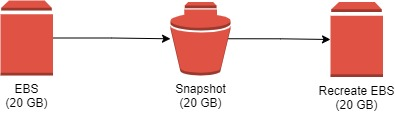 EBS
(20 GB)
Snapshot
(20 GB)
Recreate EBS
(20 GB)